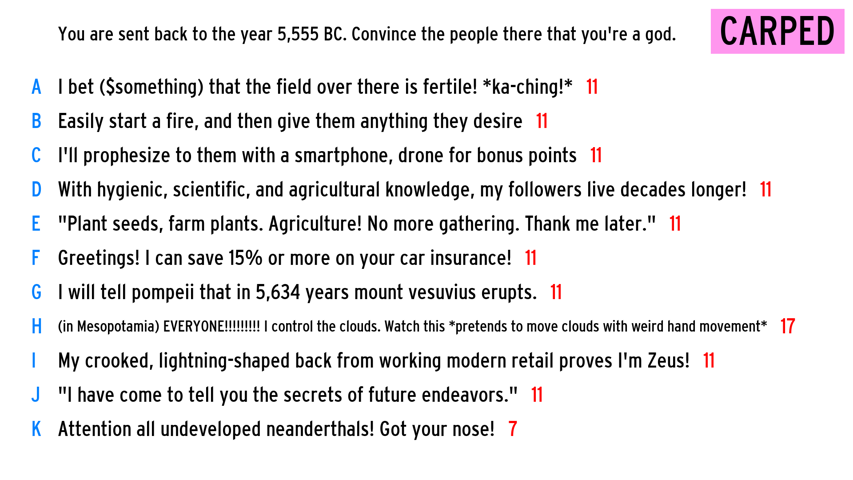 You are sent back to the year 5,555 BC. Convince the people there that you're a god.
CARPED
A I bet ($something) that the field over there is fertile! *ka-ching!* 11
B Easily start a fire, and then give them anything they desire 11
C I'll prophesize to them with a smartphone, drone for bonus points 11
D With hygienic, scientific, and agricultural knowledge, my followers live decades longer! 11
E "Plant seeds, farm plants. Agriculture! No more gathering. Thank me later." 11
F Greetings! I can save 15% or more on your car insurance! 11
G I will tell pompeii that in 5,634 years mount vesuvius erupts. 11
H (in Mesopotamia) EVERYONE!!!!!!!!! I control the clouds. Watch this *pretends to move clouds with weird hand movement* 17
I My crooked, lightning-shaped back from working modern retail proves I'm Zeus! 11
J "I have come to tell you the secrets of future endeavors." 11
K Attention all undeveloped neanderthals! Got your nose! 7